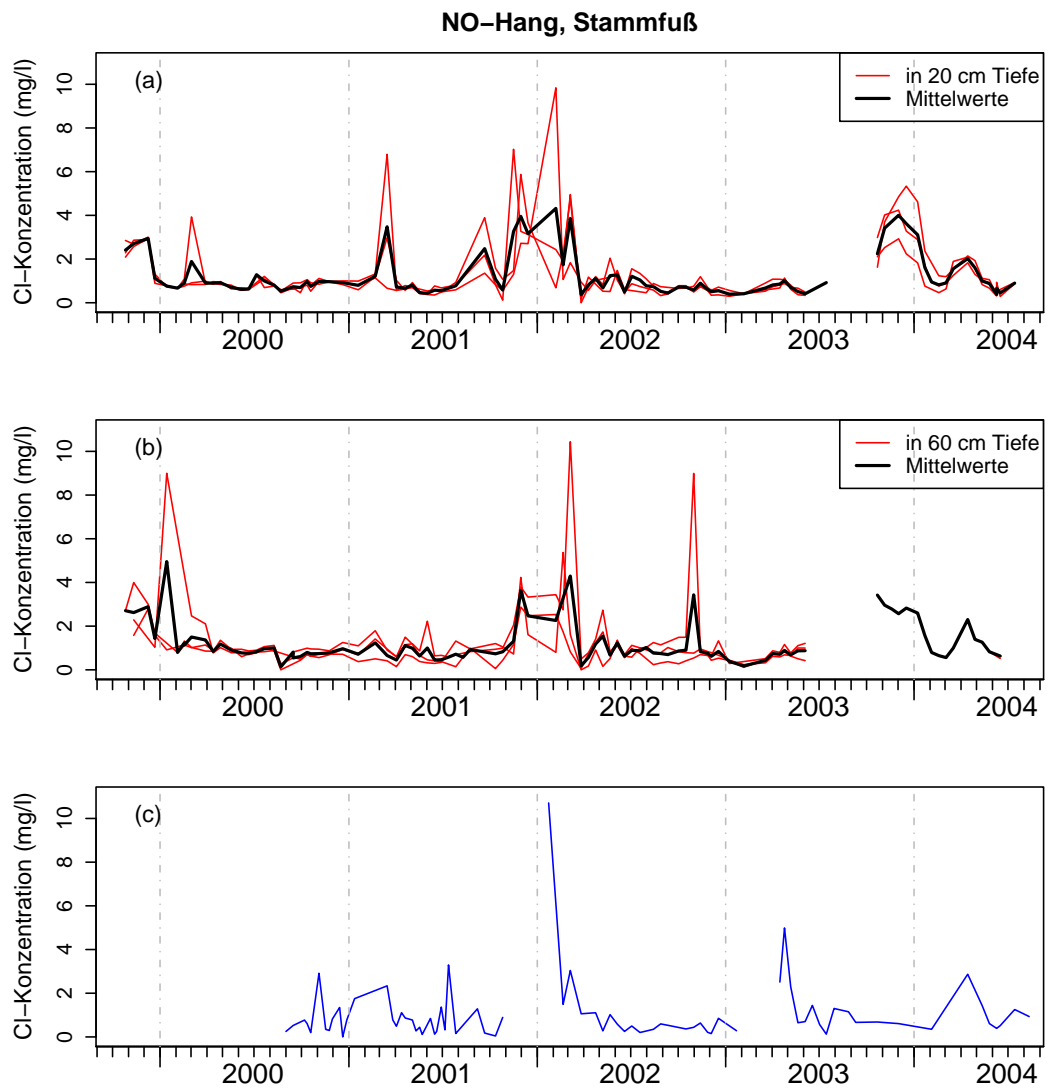 NO−Hang, Stammfuß
(a)
in 20 cm Tiefe
Mittelwerte
Cl−Konzentration (mg/l)
10
8
6
4
2
0
2000 2001 2002 2003 2004
(b)
in 60 cm Tiefe
Mittelwerte
Cl−Konzentration (mg/l)
10
8
6
4
2
0
2000 2001 2002 2003 2004
(c)
Cl−Konzentration (mg/l)
10
8
6
4
2
0
2000 2001 2002 2003 2004